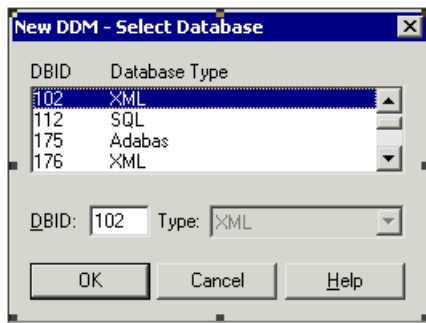 New DDM - Select Database
DBID Database Type
102 XML
112 SQL
175 Adabas
176 XML
DBID: 102 Type: XML
OK Cancel Help